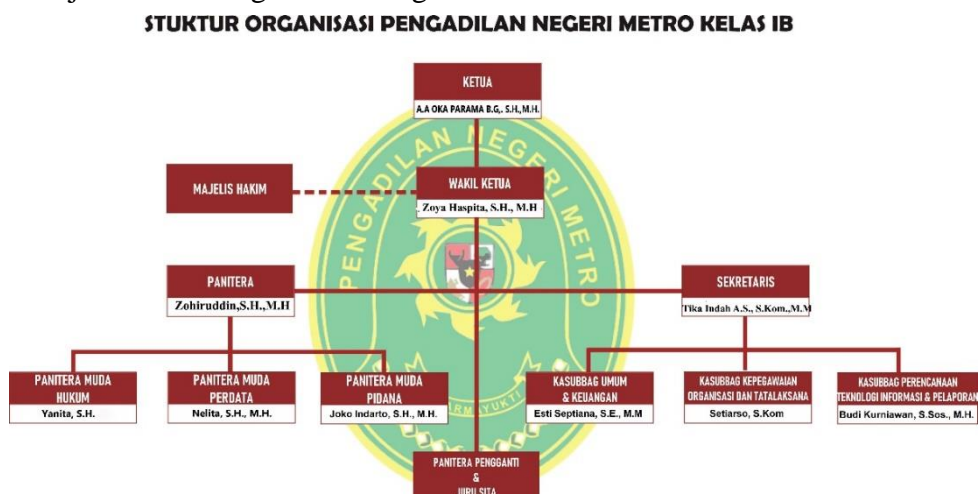 STUKTUR ORGANISASI PENGADILAN NEGERI METRO KELAS IB
KETUA
A.A OKA PARAMA B.G,. S.H.,M.H.
MAJELIS HAKIM
WAKIL KETUA
. Zoya Haspita, S.H., M.H
PENGADILAN NEGERI METRO
PANITERA
Zohiruddin,S.H.,M.H
SEKRETARIS
Tika Indah A.S., S.Kom.,M.M
PANITERA MUDA
HUKUM
Yanita, S.H.
PANITERA MUDA
PERDATA
Nelita, S.H., M.H.
PANITERA MUDA
PIDANA
Joko Indarto, S.H., M.H.
KASUBBAG UMUM
& KEUANGAN
Esti Septiana, S.E., M.M
KASUBBAG KEPEGAWAIAN
ORGANISASI DAN TATALAKSANA
Setiarso, S.Kom
KASUBBAG PERENCANAAN
TEKNOLOGI INFORMASI & PELAPORAN
Budi Kurniawan, S.Sos., M.H.
PANITERA PENGGANTI
&